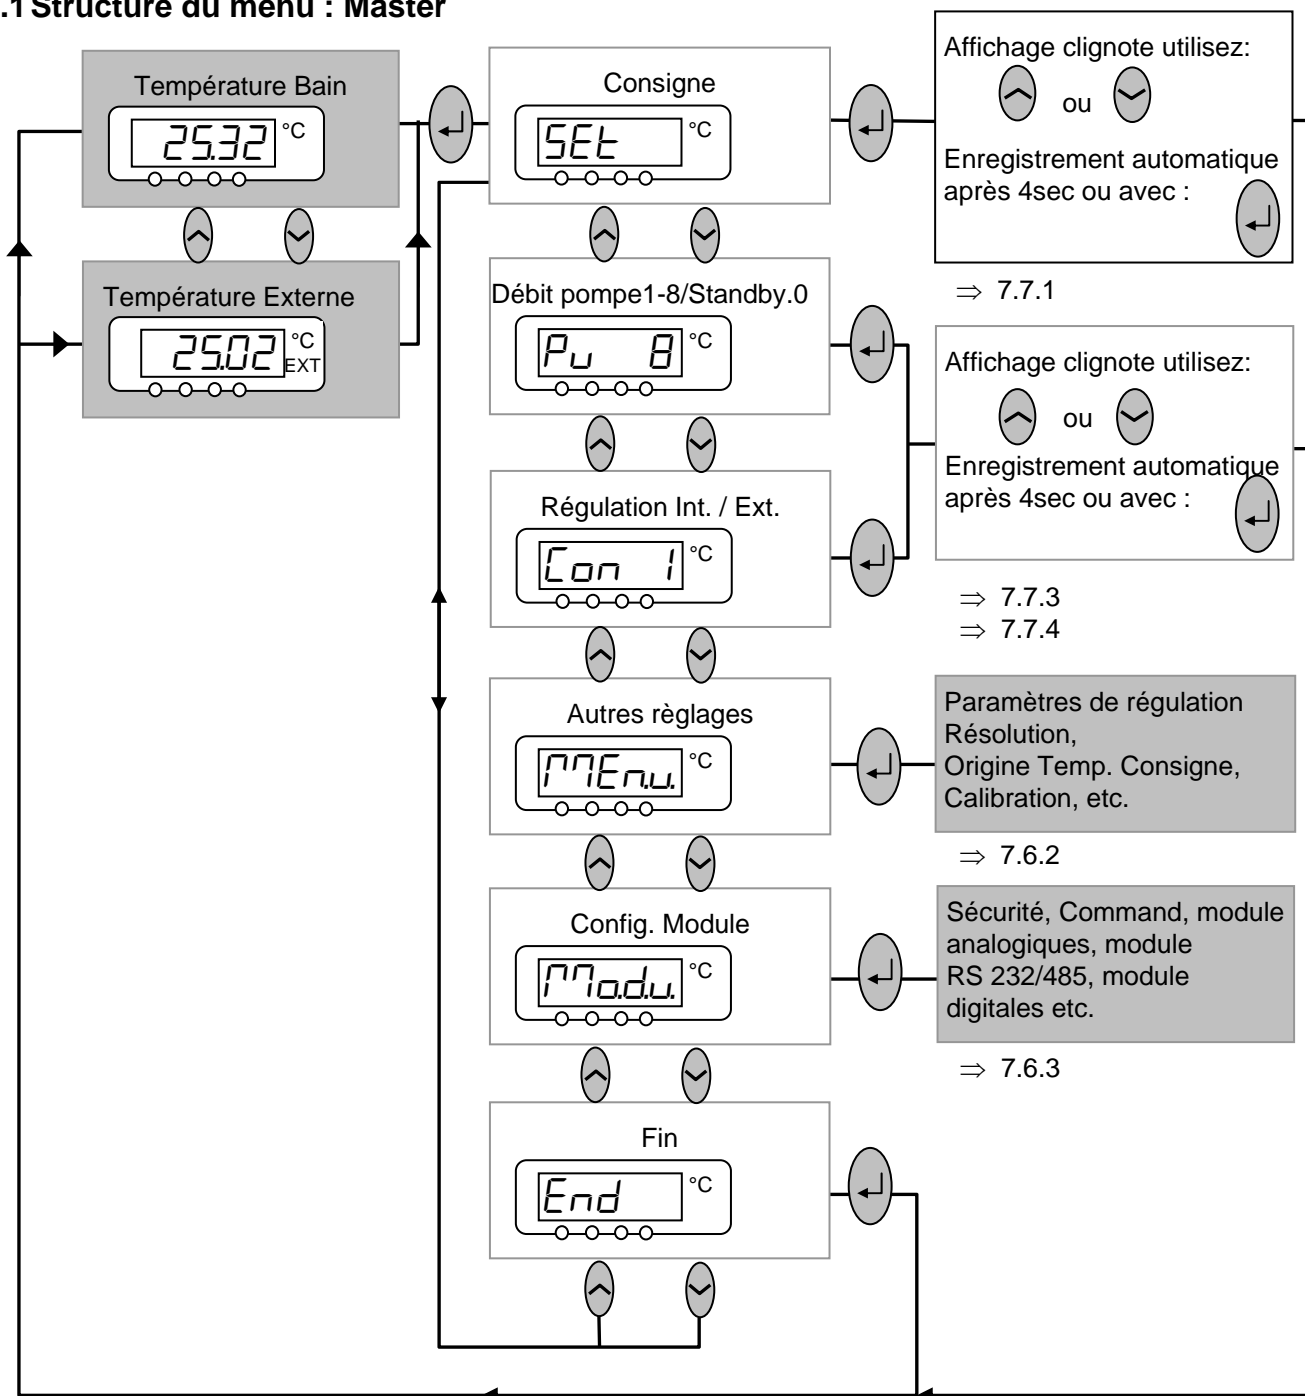 .1 Structure du menu : Master
Température Bain
25.32 °C
Température Externe
25.02 °C
EXT
Consigne
SEt °C
Affichage clignote utilisez:
ou
Enregistrement automatique
après 4sec ou avec :
⇒ 7.7.1
Débit pompe1-8/Standby.0
Pu 8 °C
Régulation Int. / Ext.
Con 1 °C
Affichage clignote utilisez:
ou
Enregistrement automatique
après 4sec ou avec :
⇒ 7.7.3
⇒ 7.7.4
Autres règlages
MEn.u. °C
Paramètres de régulation
Résolution,
Origine Temp. Consigne,
Calibration, etc.
⇒ 7.6.2
Config. Module
Mo.d.u. °C
Sécurité, Command, module
analogiques, module
RS 232/485, module
digitales etc.
⇒ 7.6.3
Fin
End °C